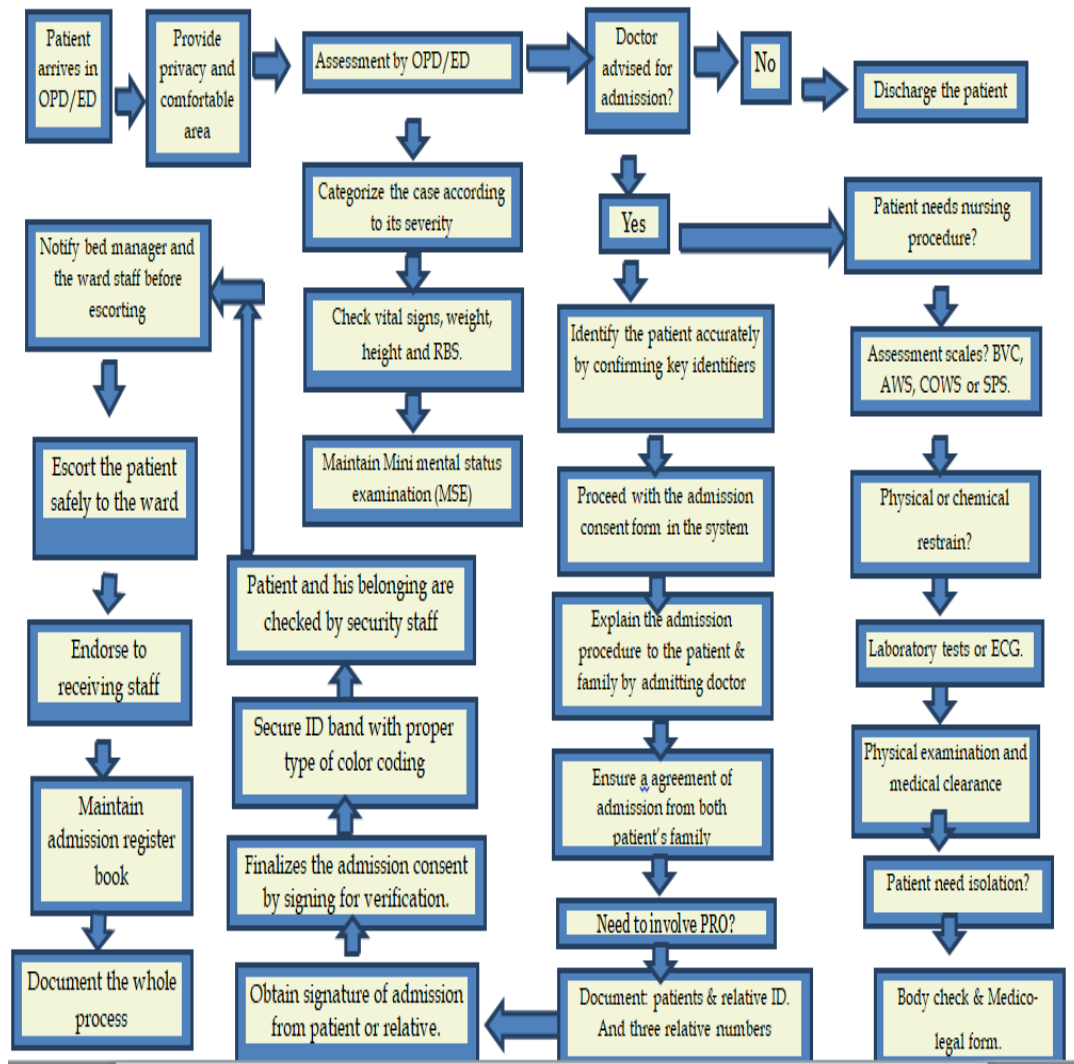 Patient
arrives in
OPD/ED
Provide
privacy and
comfortable
area
Assessment by OPD/ED
Doctor
advised for
admission?
No
Discharge the patient
Categorize the case according
to its severity
Check vital signs, weight,
height and RBS.
Maintain Mini mental status
examination (MSE)
Yes
Identify the patient accurately
by confirming key identifiers
Proceed with the admission
consent form in the system
Explain the admission
procedure to the patient &
family by admitting doctor
Ensure a agreement of
admission from both
patient's family
Need to involve PRO?
Document: patients & relative ID.
And three relative numbers
Obtain signature of admission
from patient or relative.
Finalizes the admission consent
by signing for verification.
Secure ID band with proper
type of color coding
Patient and his belonging are
checked by security staff
Notify bed manager and
the ward staff before
escorting
Escort the patient
safely to the ward
Endorse to
receiving staff
Maintain
admission register
book
Document the whole
process
Patient needs nursing
procedure?
Assessment scales? BVC,
AWS, COWS or SPS.
Physical or chemical
restrain?
Laboratory tests or ECG.
Physical examination and
medical clearance
Patient need isolation?
Body check & Medico-
legal form.